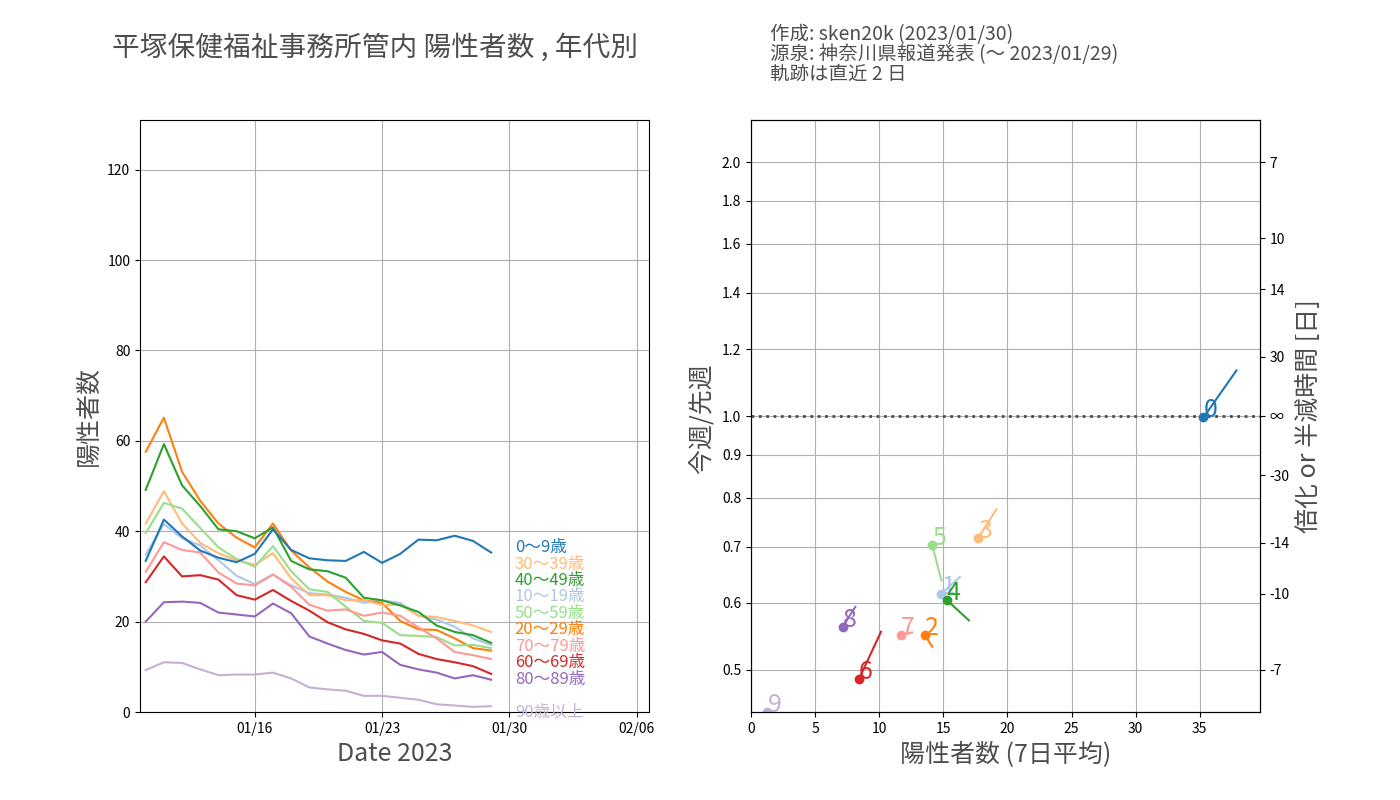 平塚保健福祉事務所管内 陽性者数 , 年代別
作成: sken20k (2023/01/30)
源泉: 神奈川県報道発表 (～ 2023/01/29)
軌跡は直近 2 日
陽性者数
120
100
80
60
40
20
0
01/16
01/23
01/30
02/06
Date 2023
0～9歳
30～39歳
40～49歳
10～19歳
50～59歳
20～29歳
70～79歳
60～69歳
80～89歳
90歳以上
今週/先週
2.0
1.8
1.6
1.4
1.2
1.0
0.9
0.8
0.7
0.6
0.5
0
5
3
1
4
8
7
2
6
9
7
10
14
30
∞
-30
-14
-10
-7
倍化 or 半減時間 [日]
0
5
10
15
20
25
30
35
陽性者数 (7日平均)